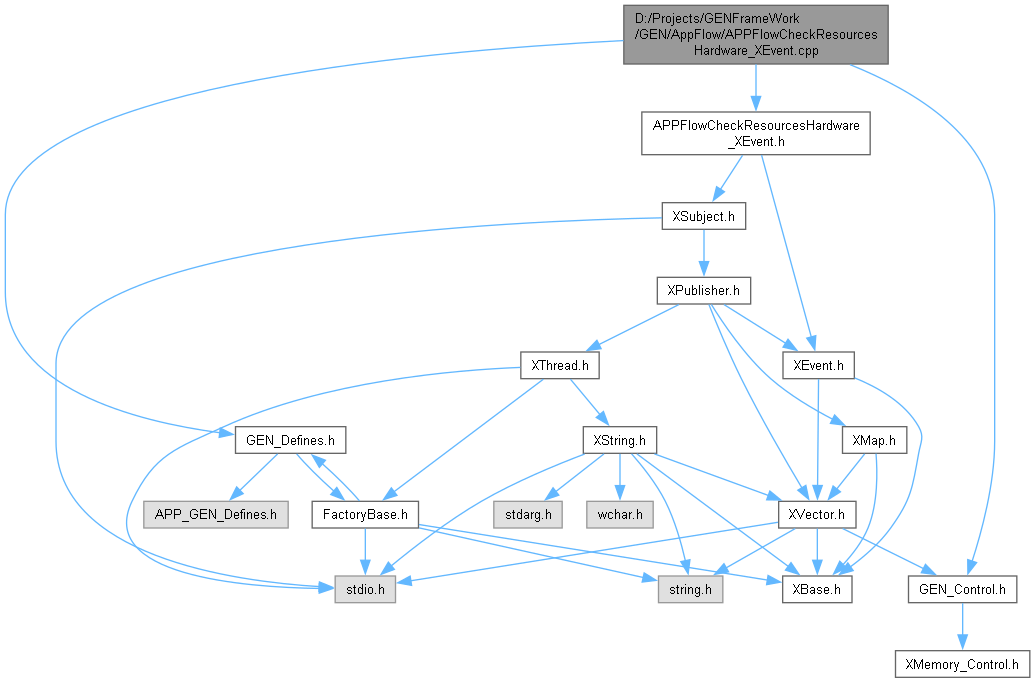 D:/Projects/GENFrameWork
/GEN/AppFlow/APPFlowCheckResources
Hardware_XEvent.cpp
APPFlowCheckResourcesHardware
_XEvent.h
XSubject.h
XPublisher.h
XThread.h
XEvent.h
GEN_Defines.h
XString.h
XMap.h
APP_GEN_Defines.h
FactoryBase.h
stdarg.h
wchar.h
XVector.h
stdio.h
string.h
XBase.h
GEN_Control.h
XMemory_Control.h